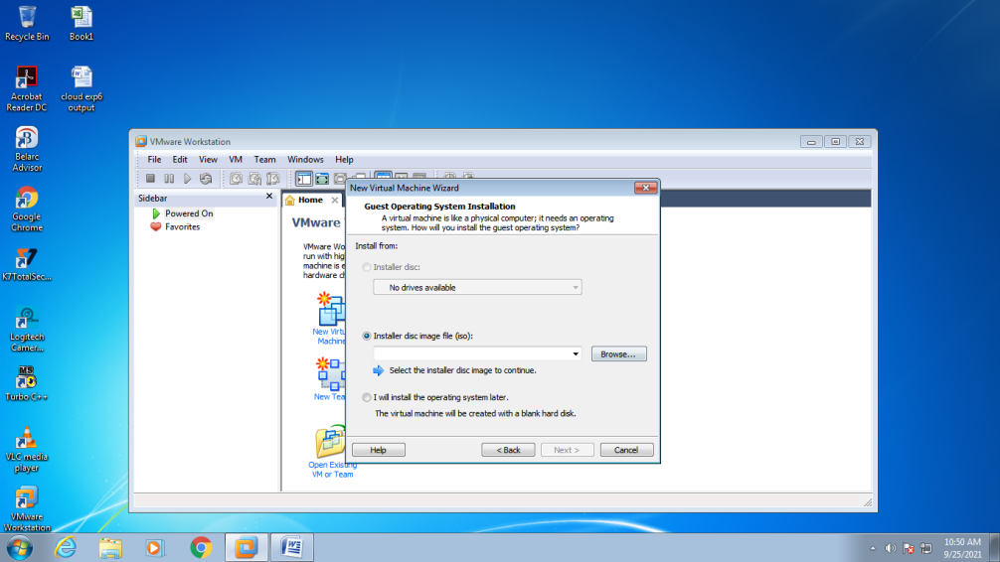 Recycle Bin
Book1
Acrobat
Reader DC
cloud exp6
output
Belarc
Advisor
Google
Chrome
K7TotalSec...
Logitech
Camer...
Turbo C++
VLC media
player
VMware
Workstation
VMware Workstation
File Edit View VM Team Windows Help
Sidebar
Powered On
Favorites
Home
VMware
VMware Wo
run with high
machine is e
hardware ch
New Virtu
Machine
New Tea
Open Existing
VM or Team
New Virtual Machine Wizard
Guest Operating System Installation
A virtual machine is like a physical computer; it needs an operating
system. How will you install the guest operating system?
Install from:
Installer disc:
No drives available
Installer disc image file (iso):
Browse...
Select the installer disc image to continue.
I will install the operating system later.
The virtual machine will be created with a blank hard disk.
Help
< Back
Next >
Cancel
10:50 AM
9/25/2021